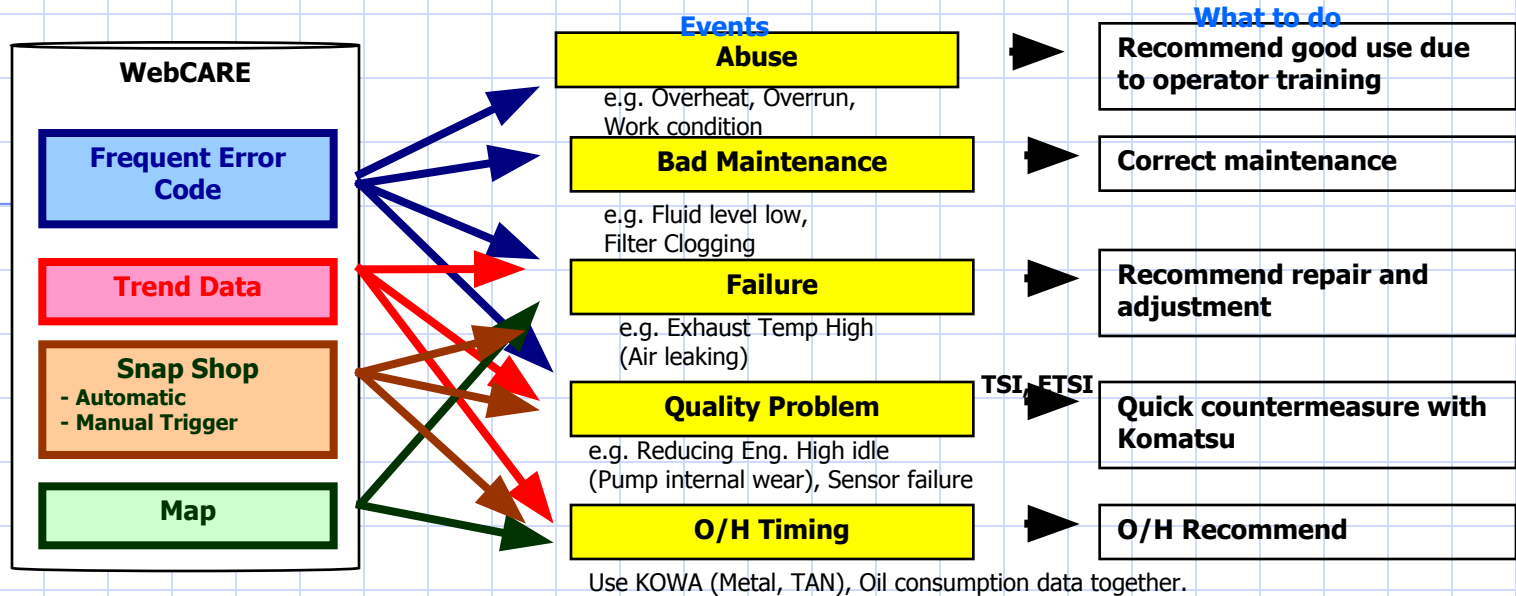 WebCARE
Frequent Error
Code
Trend Data
Snap Shop
- Automatic
- Manual Trigger
Map
Events
Abuse
e.g. Overheat, Overrun,
Work condition
Bad Maintenance
e.g. Fluid level low,
Filter Clogging
Failure
e.g. Exhaust Temp High
(Air leaking)
Quality Problem
e.g. Reducing Eng. High idle
(Pump internal wear), Sensor failure
O/H Timing
Use KOWA (Metal, TAN), Oil consumption data together.
TSI, FTSI
What to do
Recommend good use due
to operator training
Correct maintenance
Recommend repair and
adjustment
Quick countermeasure with
Komatsu
O/H Recommend